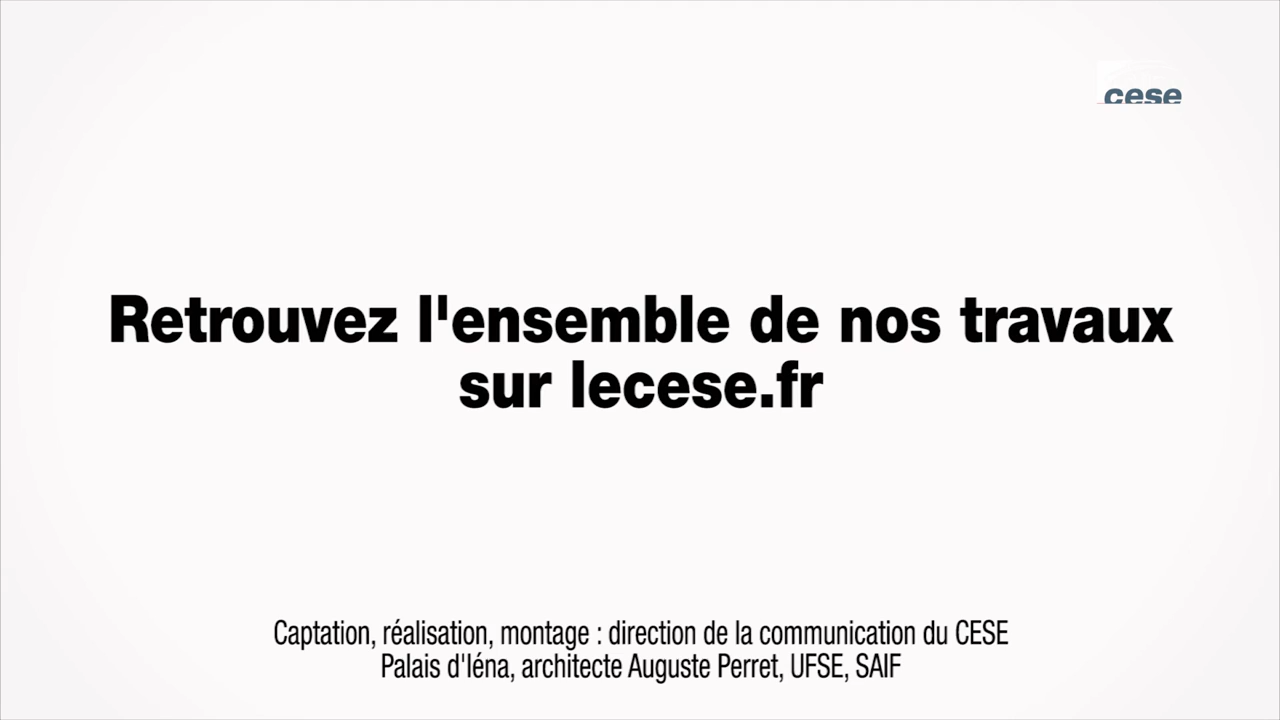 cese
Retrouvez l'ensemble de nos travaux
sur lecese.fr
Captation, réalisation, montage : direction de la communication du CESE
Palais d'Iéna, architecte Auguste Perret, UFSE, SAIF